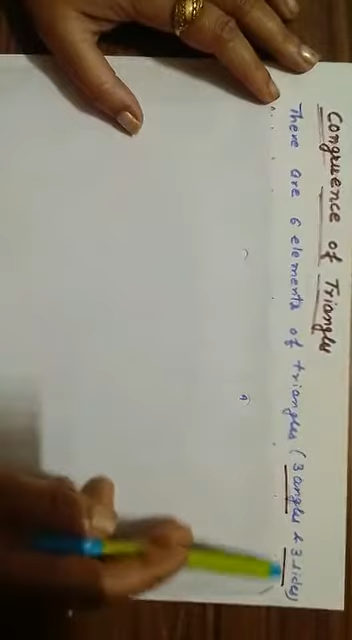 Congruence of Triangles
There are 6 elements of triangles (3 angles & 3 sides)